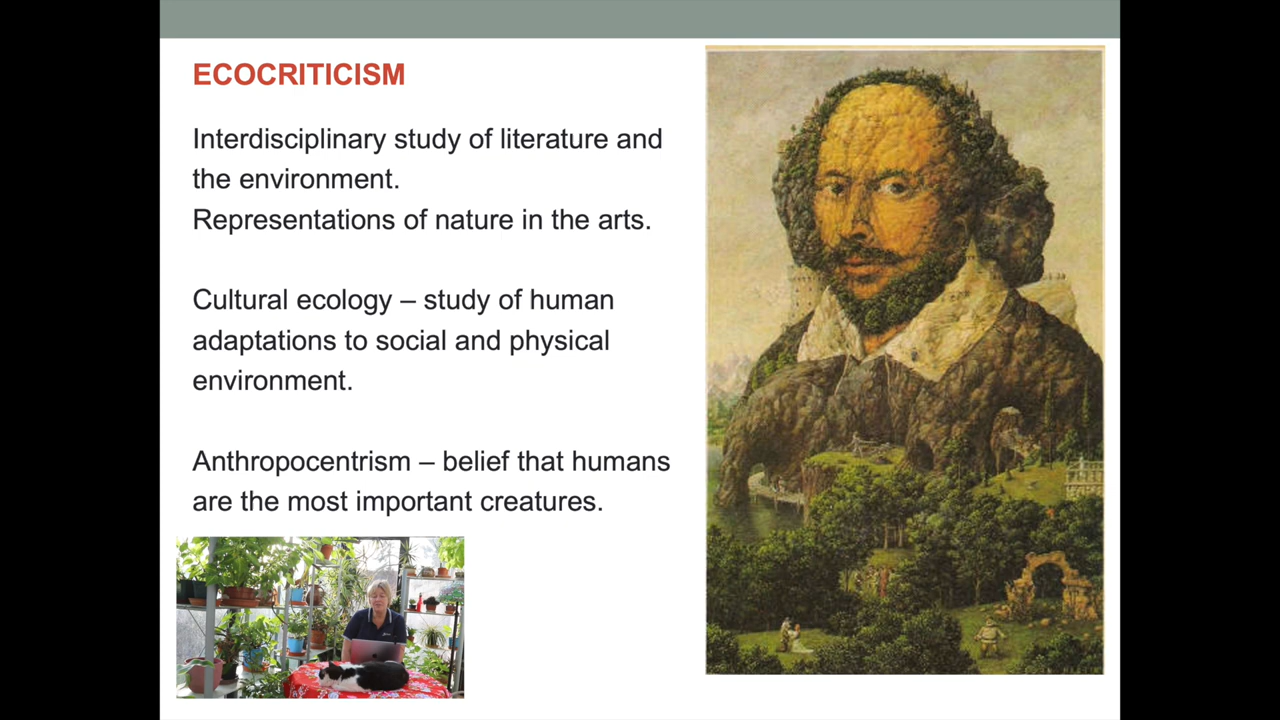 ECOCRITICISM
Interdisciplinary study of literature and
the environment.
Representations of nature in the arts.
Cultural ecology – study of human
adaptations to social and physical
environment.
Anthropocentrism – belief that humans
are the most important creatures.